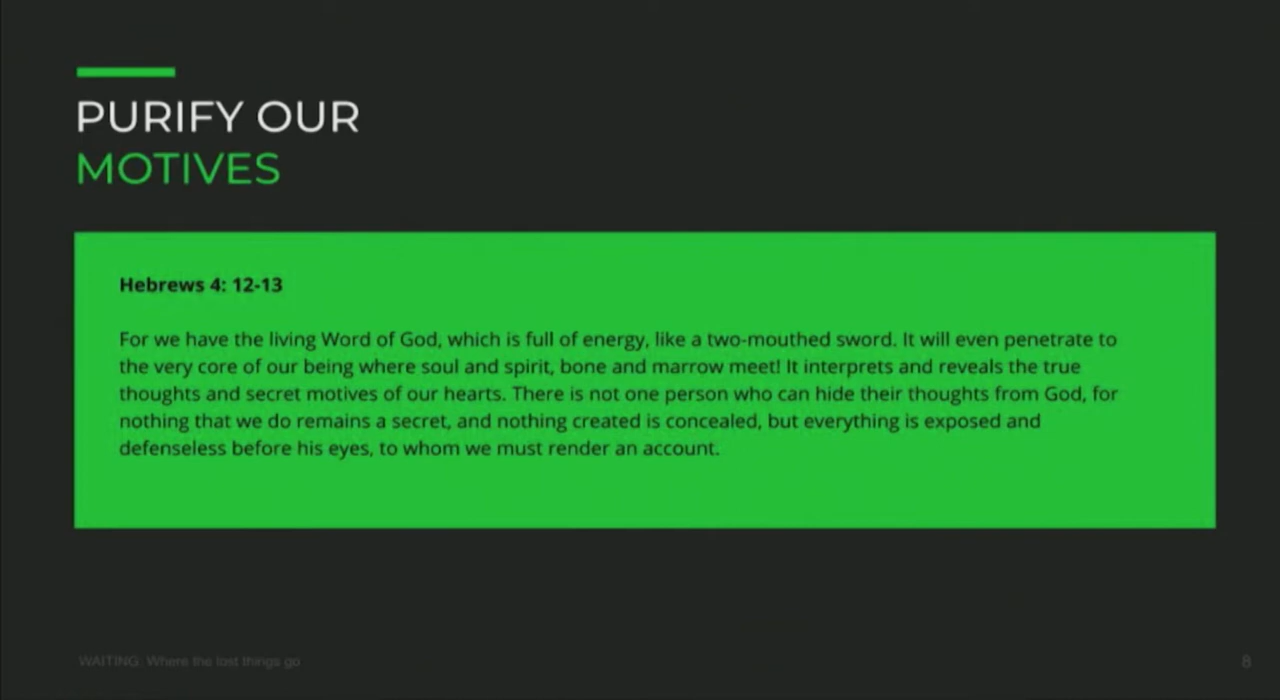 PURIFY OUR
MOTIVES
Hebrews 4: 12-13
For we have the living Word of God, which is full of energy, like a two-mouthed sword. It will even penetrate to
the very core of our being where soul and spirit, bone and marrow meet! It interprets and reveals the true
thoughts and secret motives of our hearts. There is not one person who can hide their thoughts from God, for
nothing that we do remains a secret, and nothing created is concealed, but everything is exposed and
defenseless before his eyes, to whom we must render an account.
WAITING: Where the lost things go
8